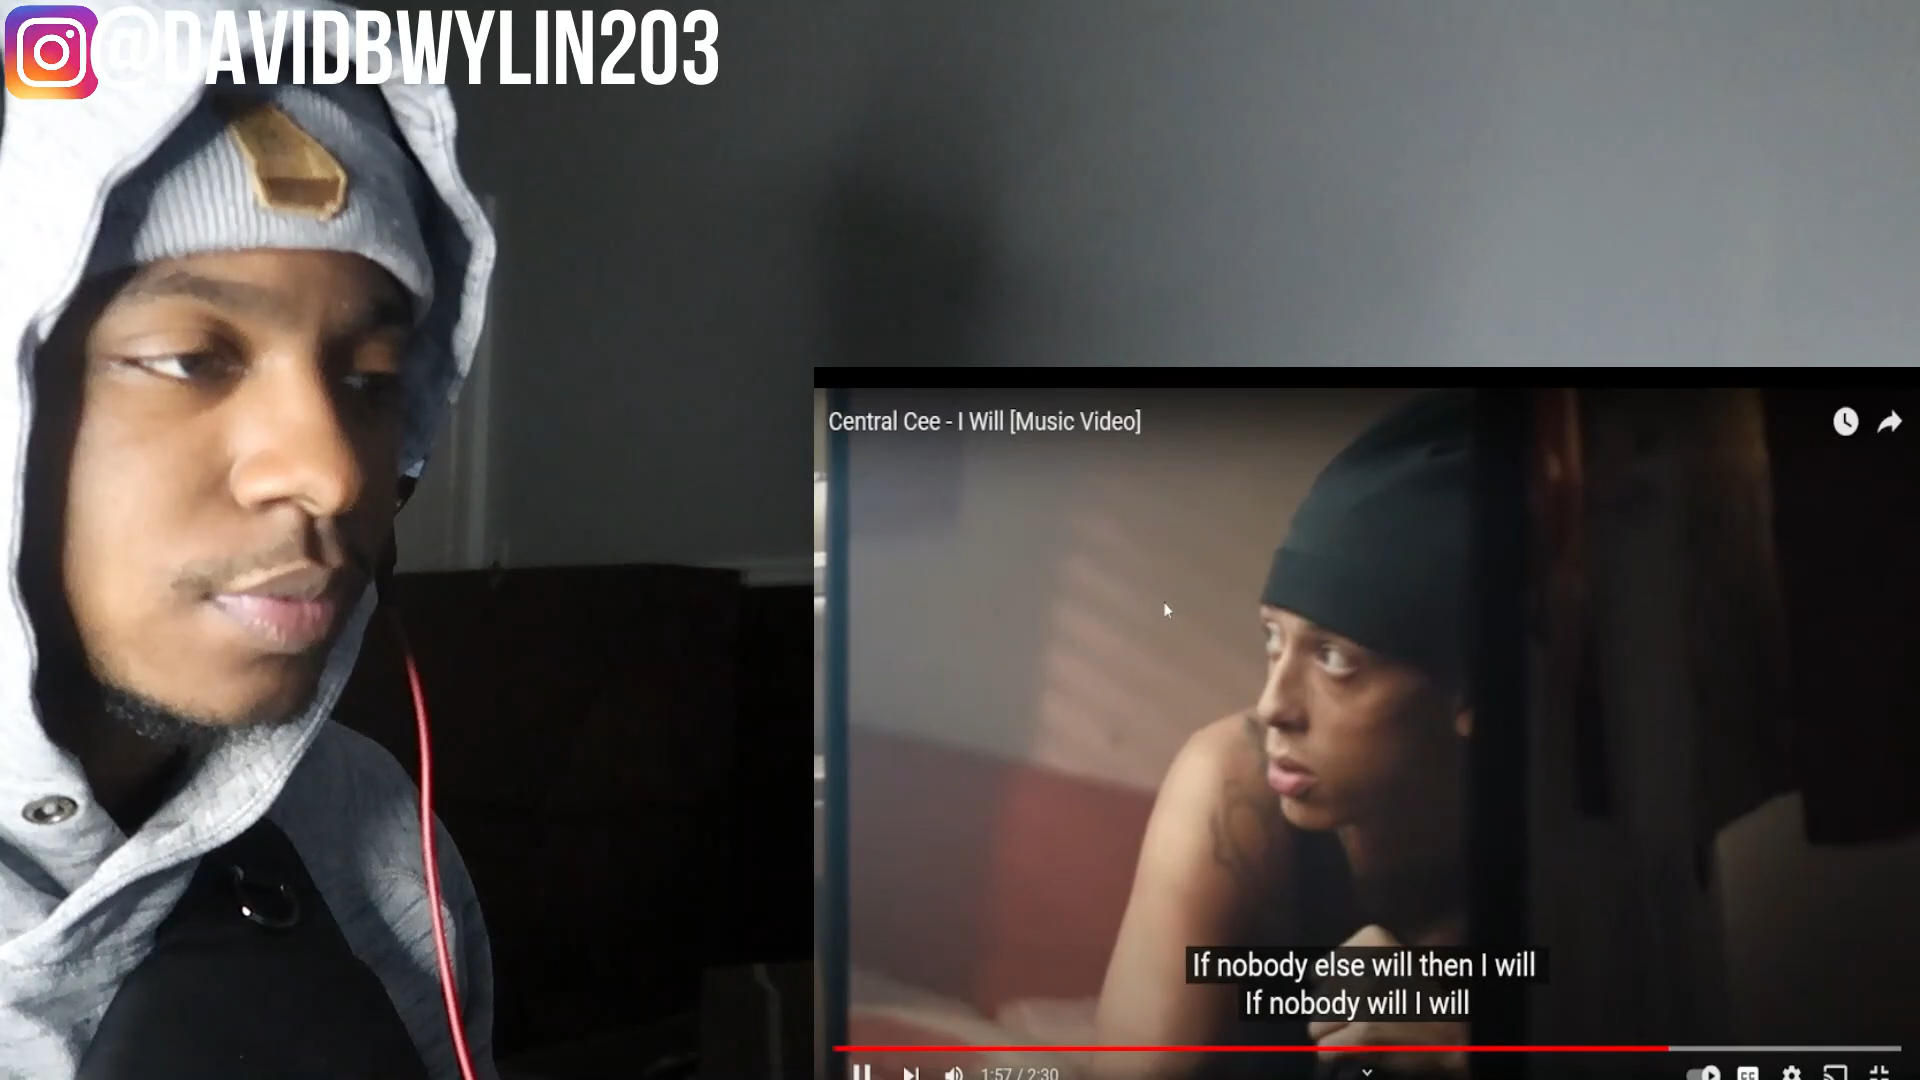 @DAVIDBWYLIN203
Central Cee - I Will [Music Video]
If nobody else will then I will
If nobody will I will
1:57 / 2:30
CC